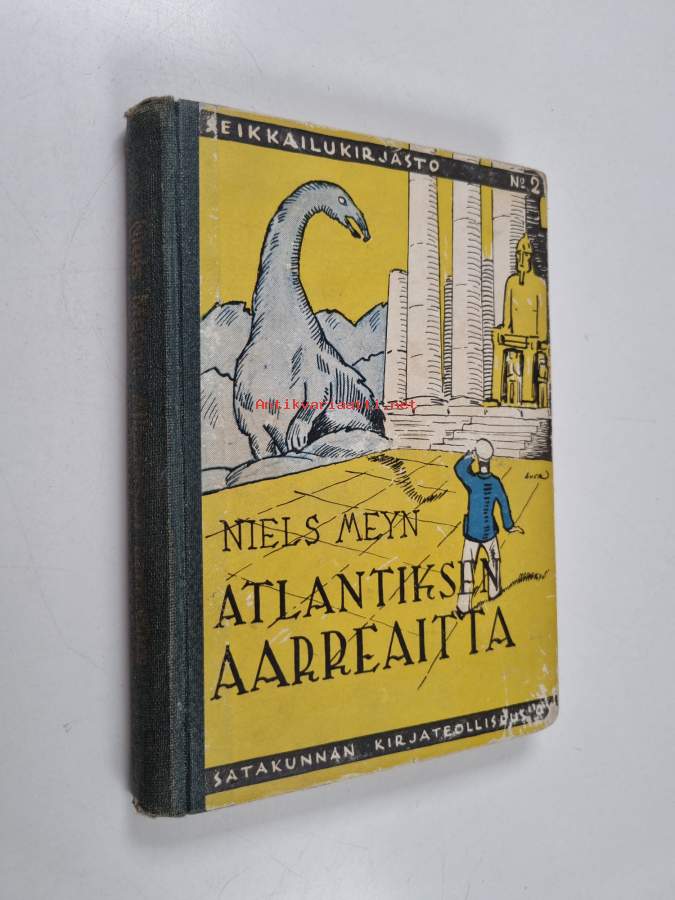 SEIKKAILUKIRJASTO Nº 2
Antikvariaatti.net
NIELS MEYN
ATLANTIKSEN
AARREAITTA
SATAKUNNAN KIRJATEOLLISUUS